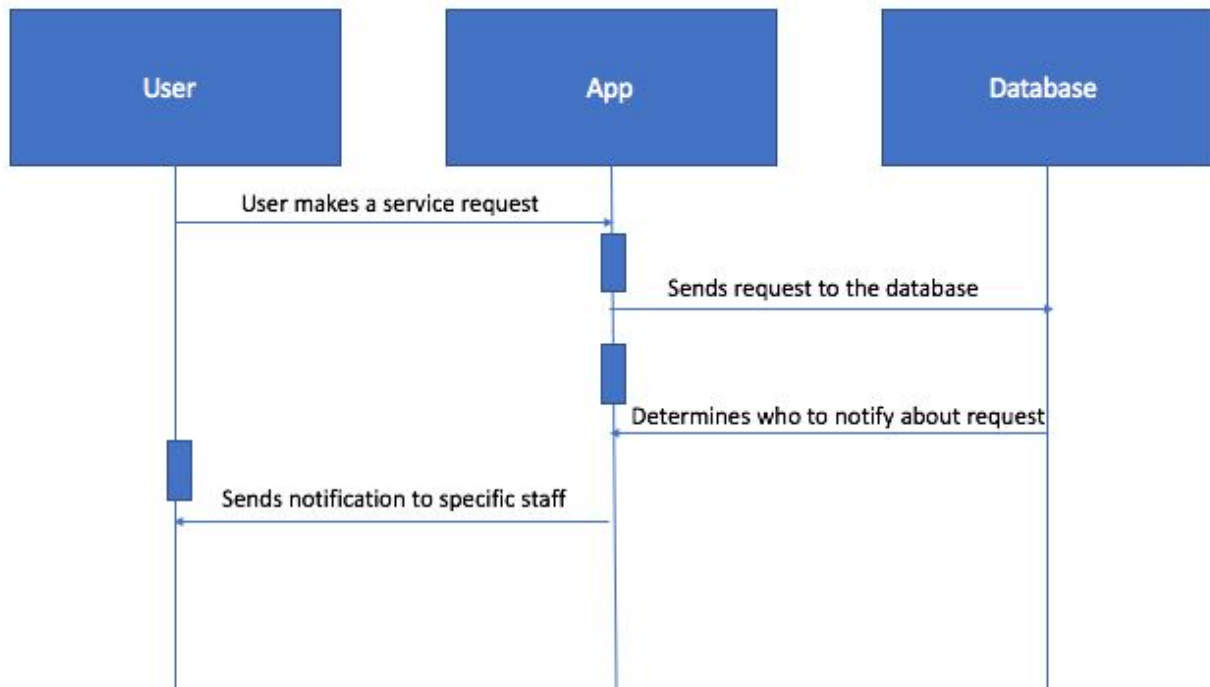 User
App
Database
User makes a service request
Sends request to the database
Determines who to notify about request
Sends notification to specific staff